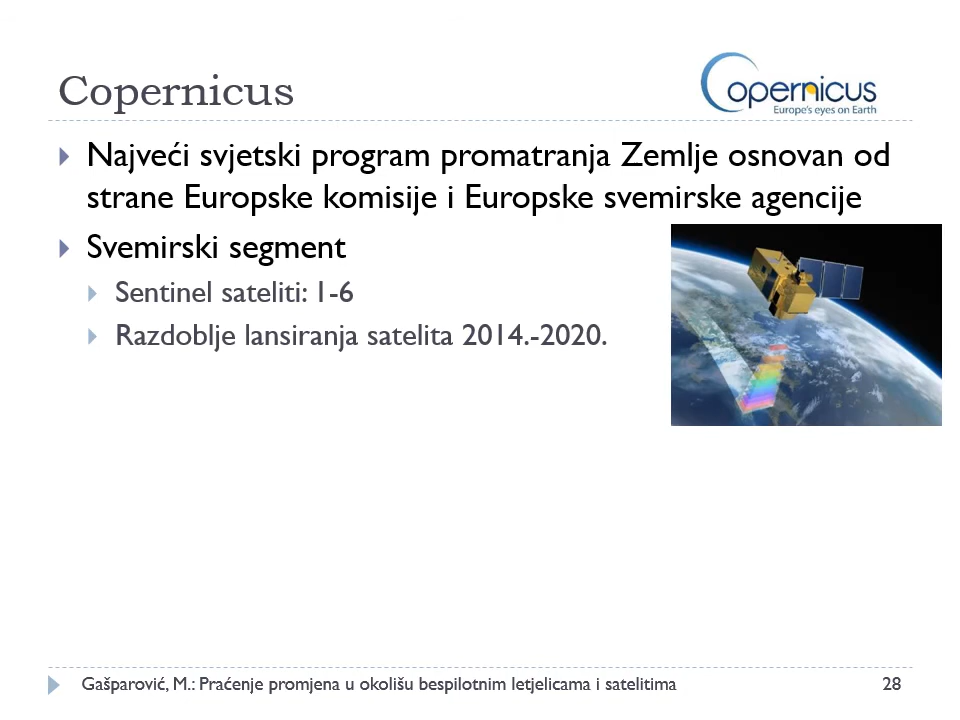 Copernicus
Copernicus
Europe's eyes on Earth
Najveći svjetski program promatranja Zemlje osnovan od
strane Europske komisije i Europske svemirske agencije
Svemirski segment
Sentinel sateliti: 1-6
Razdoblje lansiranja satelita 2014.-2020.
Gašparović, M.: Praćenje promjena u okolišu bespilotnim letjelicama i satelitima
28